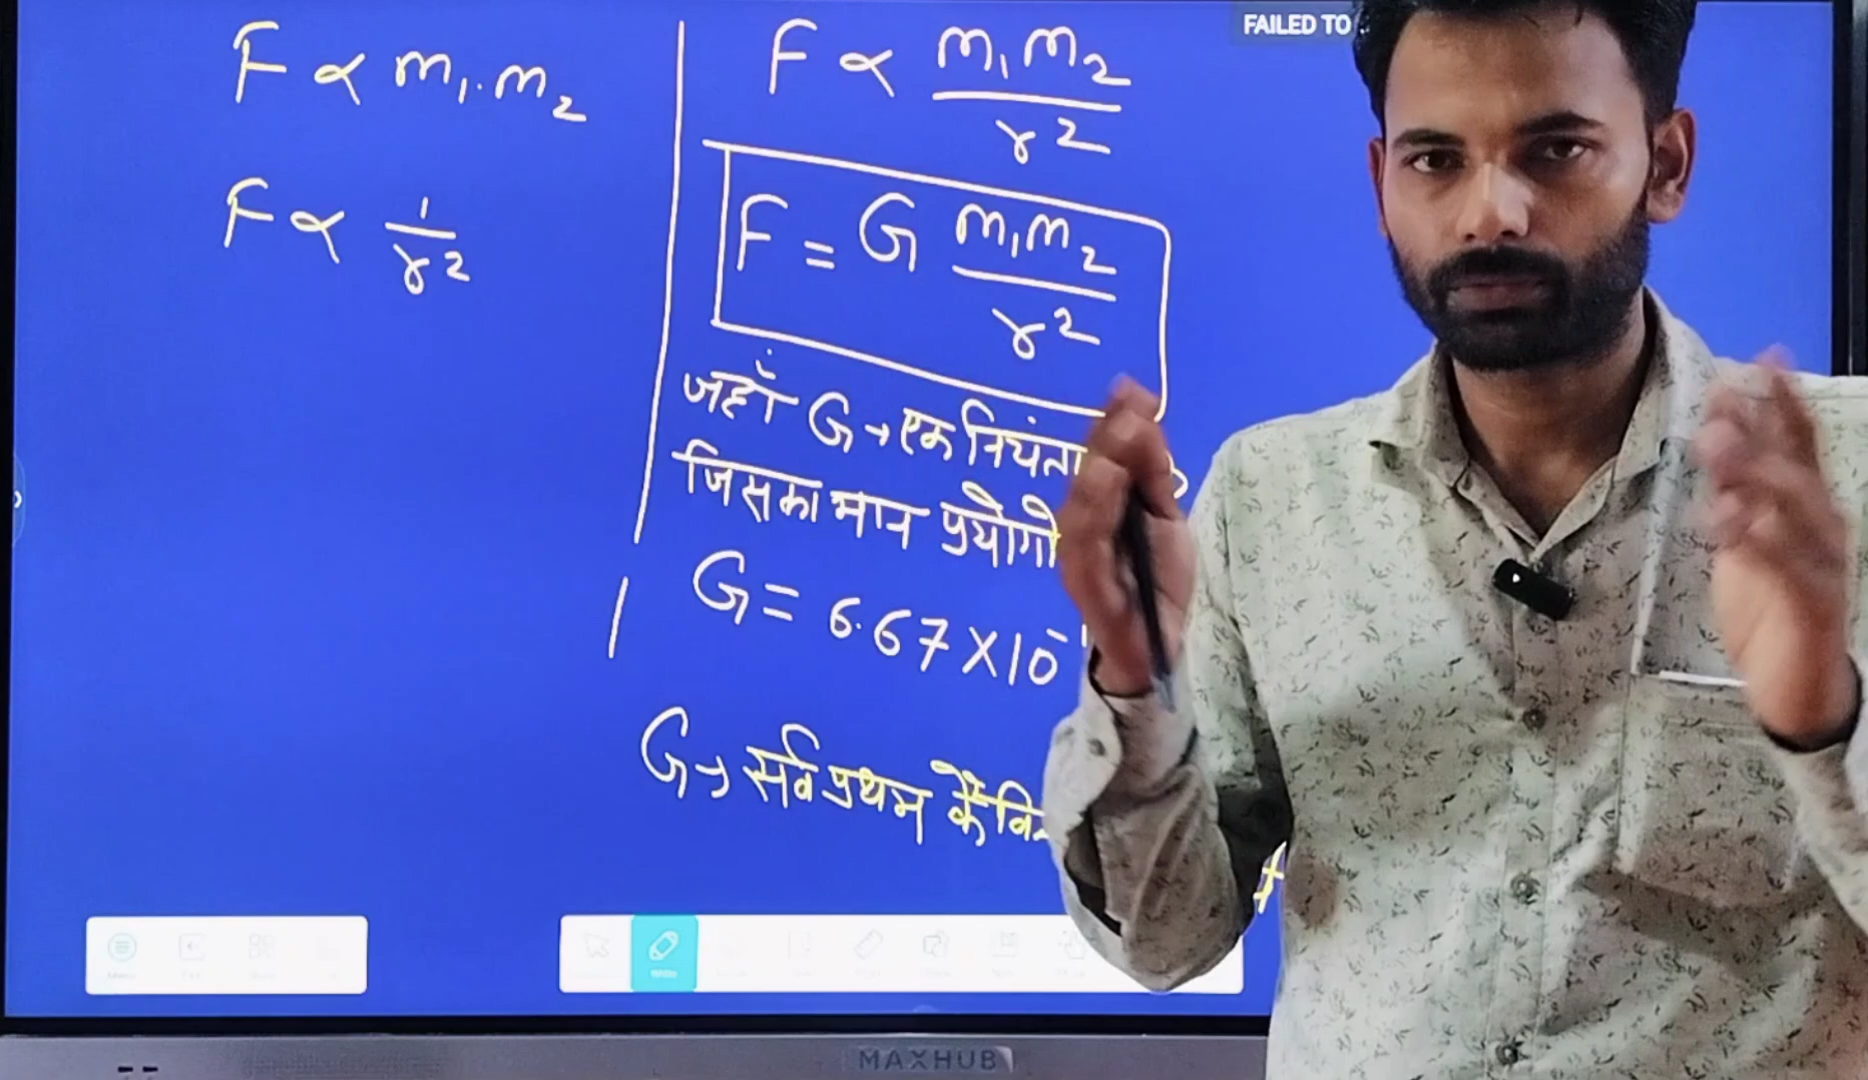 F ∝ m₁.m₂
F ∝ 1/r²
F ∝ m₁m₂/r²
F = G m₁m₂/r²
जहाँ G → एक नियंता
जिसका मान प्रयोगो
G = 6.67 × 10⁻¹
G → सर्व प्रथम
FAILED TO
MAXHUB